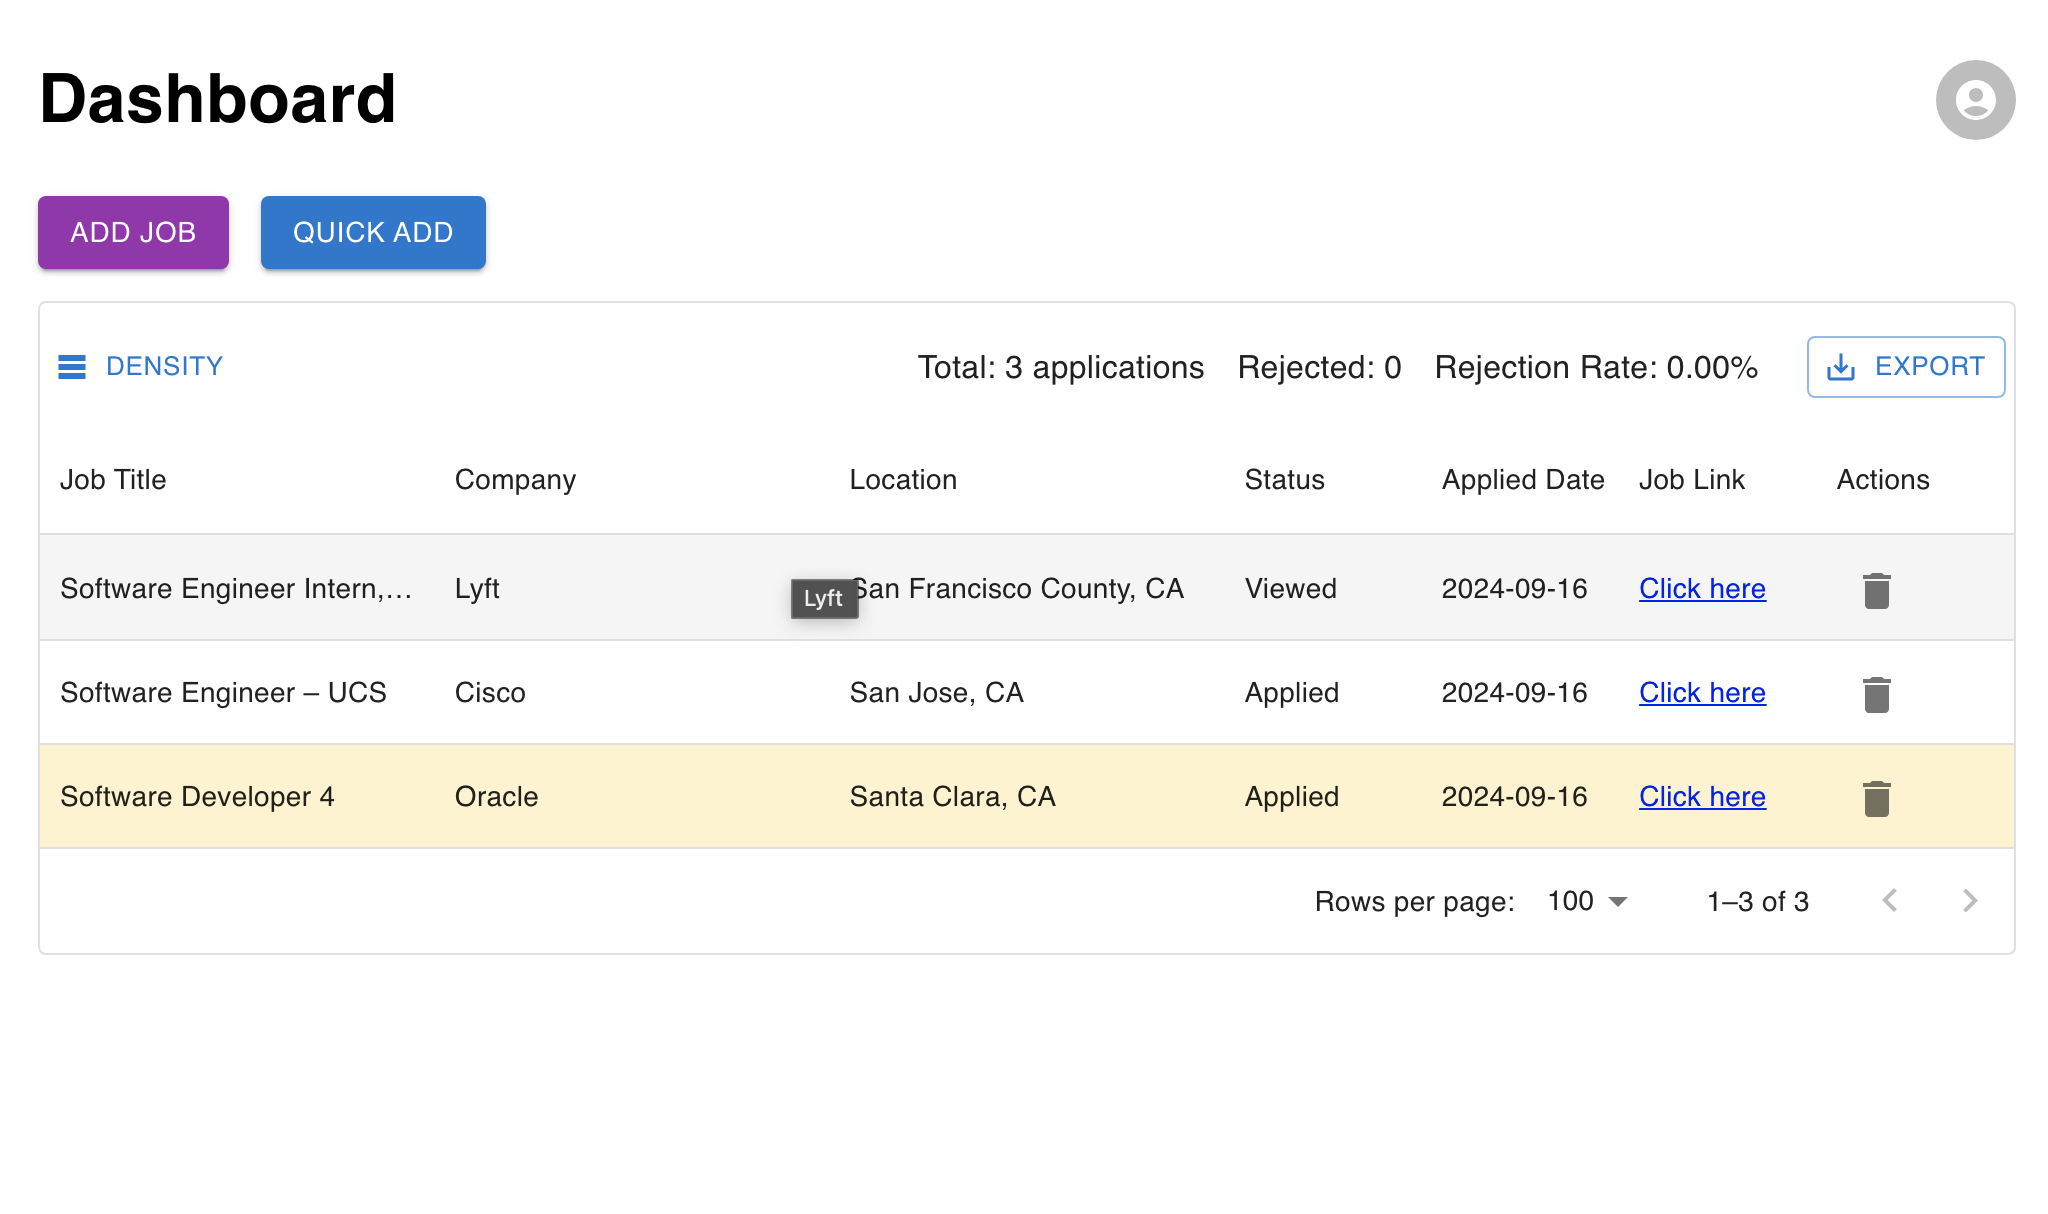 Dashboard
ADD JOB QUICK ADD
DENSITY Total: 3 applications Rejected: 0 Rejection Rate: 0.00% EXPORT
Job Title Company Location Status Applied Date Job Link Actions
Software Engineer Intern,... Lyft San Francisco County, CA Viewed 2024-09-16 Click here
Lyft
Software Engineer – UCS Cisco San Jose, CA Applied 2024-09-16 Click here
Software Developer 4 Oracle Santa Clara, CA Applied 2024-09-16 Click here
Rows per page: 100 1–3 of 3